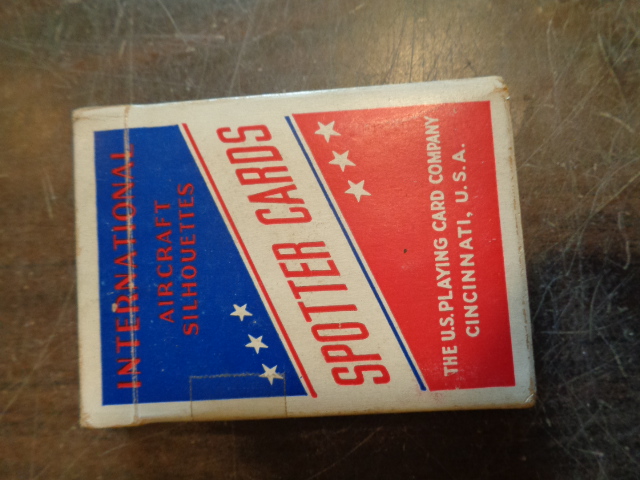 INTERNATIONAL
AIRCRAFT
SILHOUETTES
SPOTTER CARDS
THE U.S. PLAYING CARD COMPANY
CINCINNATI, U.S.A.